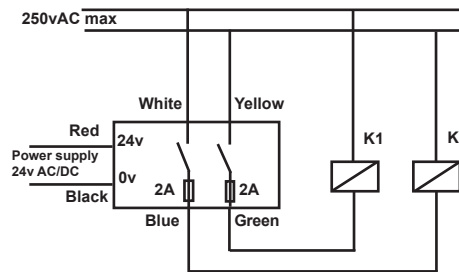 250vAC max
White
Yellow
Red
24v
K1
K
Power supply
24v AC/DC
0v
2A
2A
Black
Blue
Green